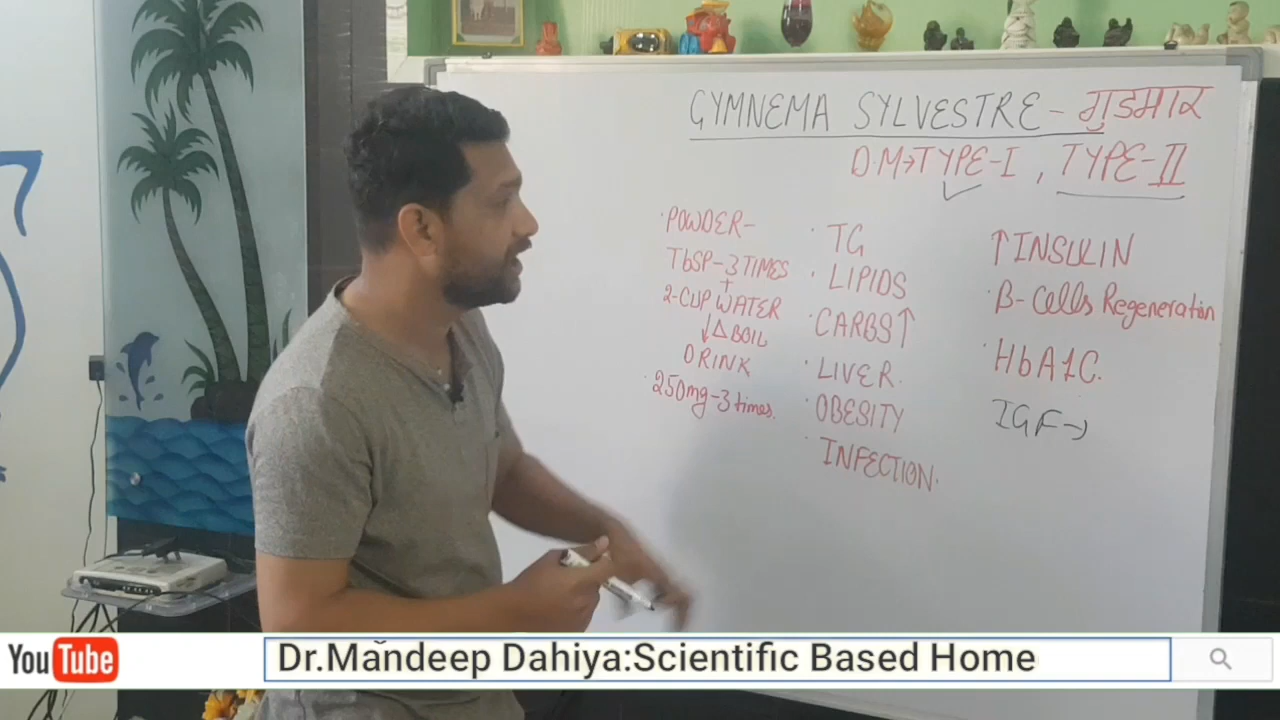 GYMNEMA SYLVESTRE - गुडमार
D.M→TYPE-I , TYPE-II
· POWDER-
TbSP-3 TIMES
+
2-CUP WATER
↓ Δ BOIL
DRINK
· 250mg-3 times.
· TG
· LIPIDS
· CARBS↑
· LIVER.
· OBESITY
· INFECTION.
↑INSULIN
· β-Cells Regeneration
· HbA1C.
IGF→
YouTube
Dr.Mandeep Dahiya:Scientific Based Home